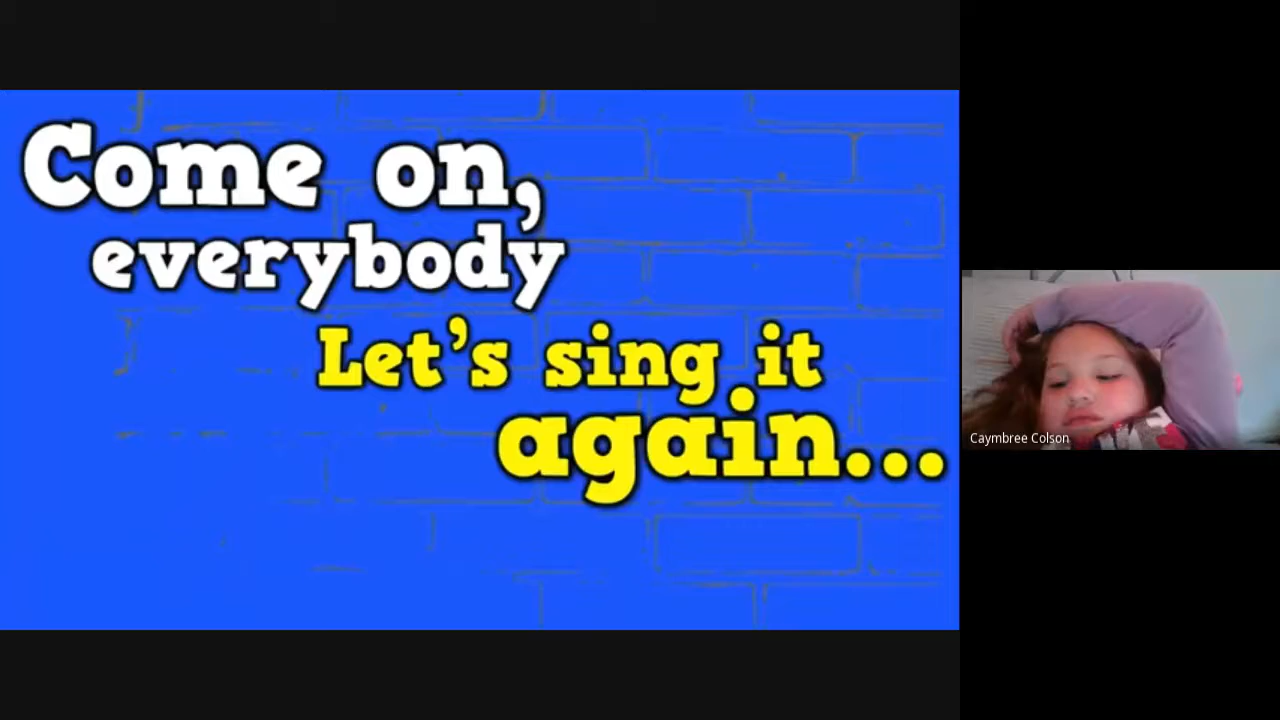 Come on,
everybody
Let's sing it
again...
Caymbree Colson